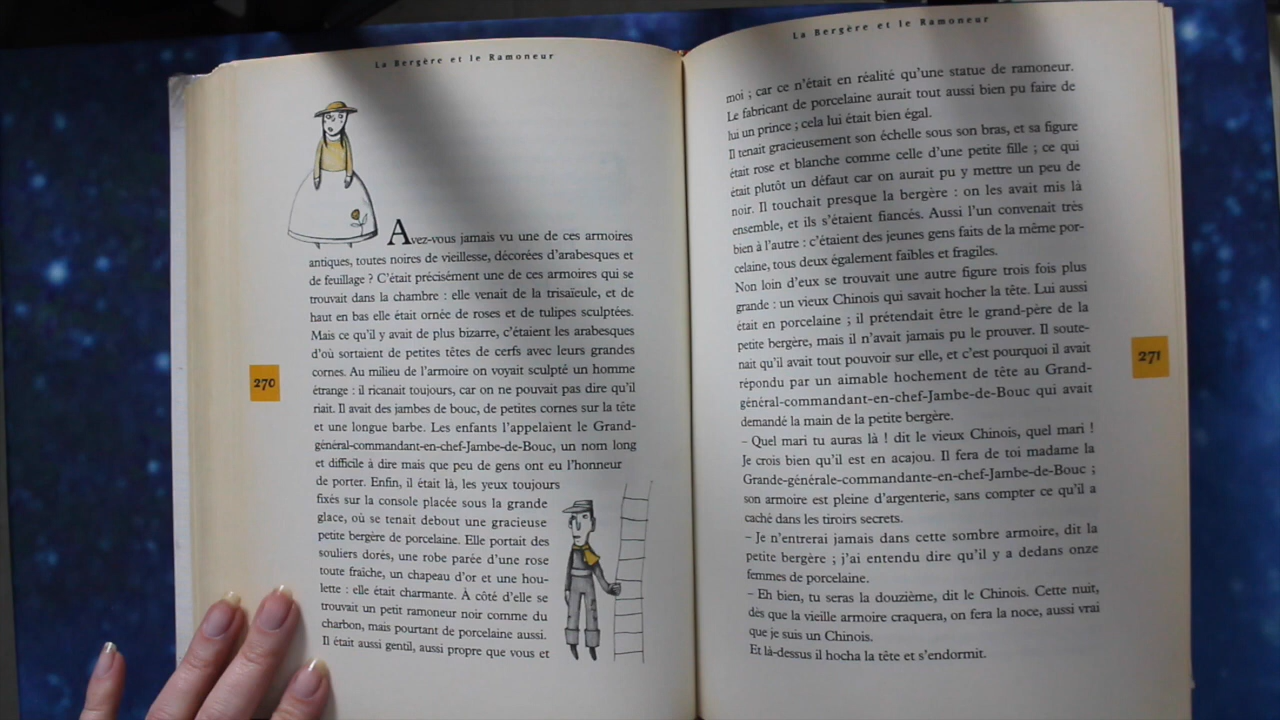 La Bergère et le Ramoneur
Avez-vous jamais vu une de ces armoires
antiques, toutes noires de vieillesse, décorées d'arabesques et
de feuillage ? C'était précisément une de ces armoires qui se
trouvait dans la chambre : elle venait de la trisaïeule, et de
haut en bas elle était ornée de roses et de tulipes sculptées.
Mais ce qu'il y avait de plus bizarre, c'étaient les arabesques
d'où sortaient de petites têtes de cerfs avec leurs grandes
cornes. Au milieu de l'armoire on voyait sculpté un homme
étrange : il ricanait toujours, car on ne pouvait pas dire qu'il
riait. Il avait des jambes de bouc, de petites cornes sur la tête
et une longue barbe. Les enfants l'appelaient le Grand-
général-commandant-en-chef-Jambe-de-Bouc, un nom long
et difficile à dire mais que peu de gens ont eu l'honneur
de porter. Enfin, il était là, les yeux toujours
fixés sur la console placée sous la grande
glace, où se tenait debout une gracieuse
petite bergère de porcelaine. Elle portait des
souliers dorés, une robe parée d'une rose
toute fraîche, un chapeau d'or et une hou-
lette : elle était charmante. À côté d'elle se
trouvait un petit ramoneur noir comme du
charbon, mais pourtant de porcelaine aussi.
Il était aussi gentil, aussi propre que vous et
270
La Bergère et le Ramoneur
moi ; car ce n'était en réalité qu'une statue de ramoneur.
Le fabricant de porcelaine aurait tout aussi bien pu faire de
lui un prince ; cela lui était bien égal.
Il tenait gracieusement son échelle sous son bras, et sa figure
était rose et blanche comme celle d'une petite fille ; ce qui
était plutôt un défaut car on aurait pu y mettre un peu de
noir. Il touchait presque la bergère : on les avait mis là
ensemble, et ils s'étaient fiancés. Aussi l'un convenait très
bien à l'autre : c'étaient des jeunes gens faits de la même por-
celaine, tous deux également faibles et fragiles.
Non loin d'eux se trouvait une autre figure trois fois plus
grande : un vieux Chinois qui savait hocher la tête. Lui aussi
était en porcelaine ; il prétendait être le grand-père de la
petite bergère, mais il n'avait jamais pu le prouver. Il soute-
nait qu'il avait tout pouvoir sur elle, et c'est pourquoi il avait
répondu par un aimable hochement de tête au Grand-
général-commandant-en-chef-Jambe-de-Bouc qui avait
demandé la main de la petite bergère.
– Quel mari tu auras là ! dit le vieux Chinois, quel mari !
Je crois bien qu'il est en acajou. Il fera de toi madame la
Grande-générale-commandante-en-chef-Jambe-de-Bouc ;
son armoire est pleine d'argenterie, sans compter ce qu'il a
caché dans les tiroirs secrets.
– Je n'entrerai jamais dans cette sombre armoire, dit la
petite bergère ; j'ai entendu dire qu'il y a dedans onze
femmes de porcelaine.
– Eh bien, tu seras la douzième, dit le Chinois. Cette nuit,
dès que la vieille armoire craquera, on fera la noce, aussi vrai
que je suis un Chinois.
Et là-dessus il hocha la tête et s'endormit.
271